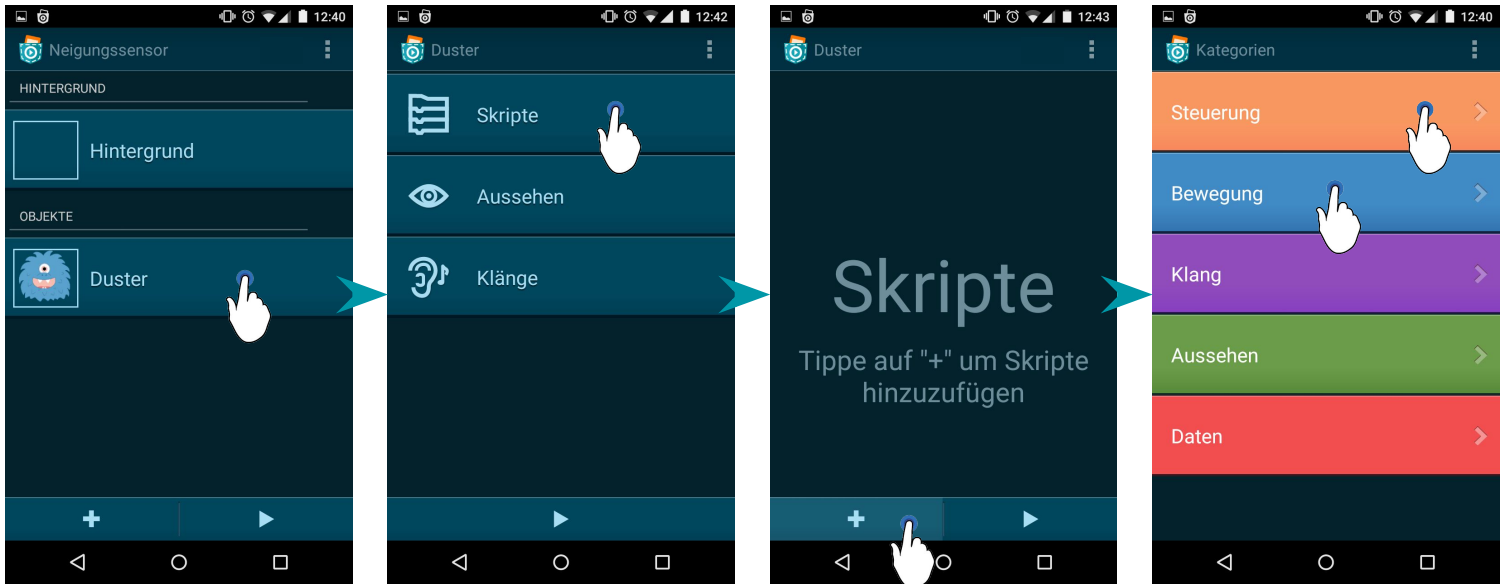 12:40
Neigungssensor
HINTERGRUND
Hintergrund
OBJEKTE
Duster
12:42
Duster
Skripte
Aussehen
Klänge
12:43
Duster
Skripte
Tippe auf "+" um Skripte
hinzuzufügen
12:40
Kategorien
Steuerung
Bewegung
Klang
Aussehen
Daten